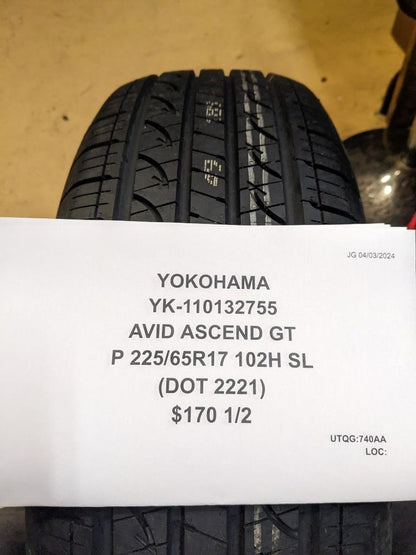 JG 04/03/2024
YOKOHAMA
YK-110132755
AVID ASCEND GT
P 225/65R17 102H SL
(DOT 2221)
$170 1/2
UTQG:740AA
LOC: